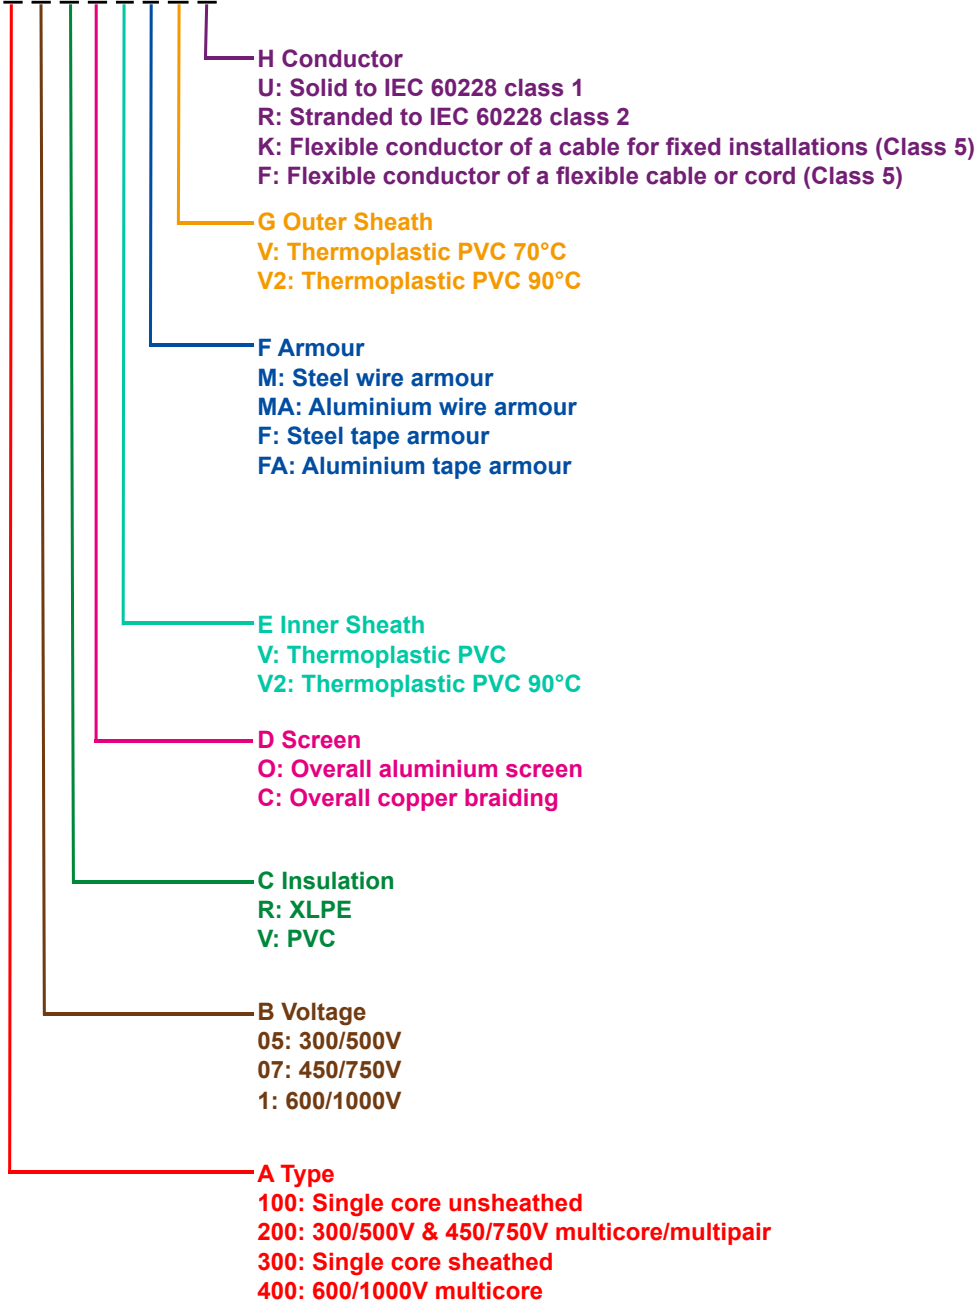 H Conductor
U: Solid to IEC 60228 class 1
R: Stranded to IEC 60228 class 2
K: Flexible conductor of a cable for fixed installations (Class 5)
F: Flexible conductor of a flexible cable or cord (Class 5)
G Outer Sheath
V: Thermoplastic PVC 70°C
V2: Thermoplastic PVC 90°C
F Armour
M: Steel wire armour
MA: Aluminium wire armour
F: Steel tape armour
FA: Aluminium tape armour
E Inner Sheath
V: Thermoplastic PVC
V2: Thermoplastic PVC 90°C
D Screen
O: Overall aluminium screen
C: Overall copper braiding
C Insulation
R: XLPE
V: PVC
B Voltage
05: 300/500V
07: 450/750V
1: 600/1000V
A Type
100: Single core unsheathed
200: 300/500V & 450/750V multicore/multipair
300: Single core sheathed
400: 600/1000V multicore